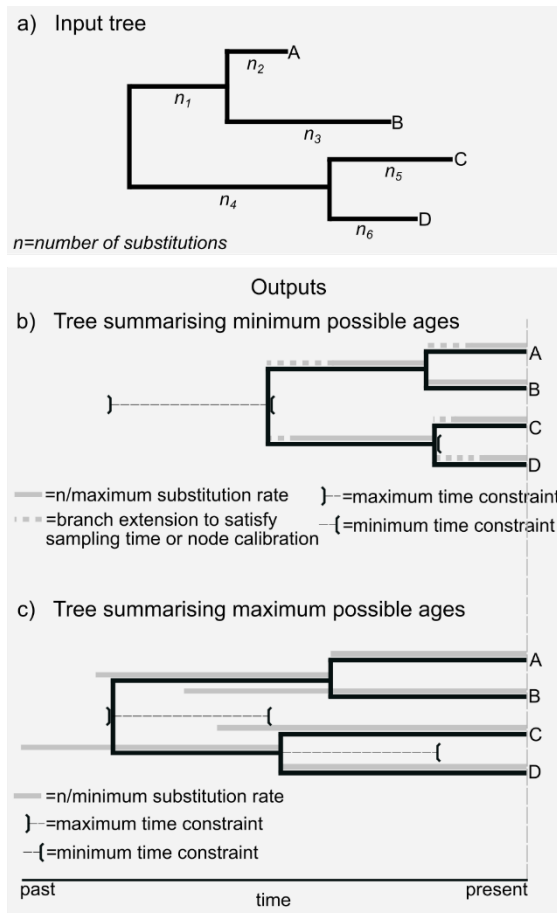 a) Input tree
A
n2
n1
n3
B
C
n5
n4
D
n6
n=number of substitutions
Outputs
b) Tree summarising minimum possible ages
A
B
C
D
=n/maximum substitution rate
=maximum time constraint
=branch extension to satisfy
sampling time or node calibration
=minimum time constraint
c) Tree summarising maximum possible ages
A
B
C
D
=n/minimum substitution rate
=maximum time constraint
=minimum time constraint
past
time
present